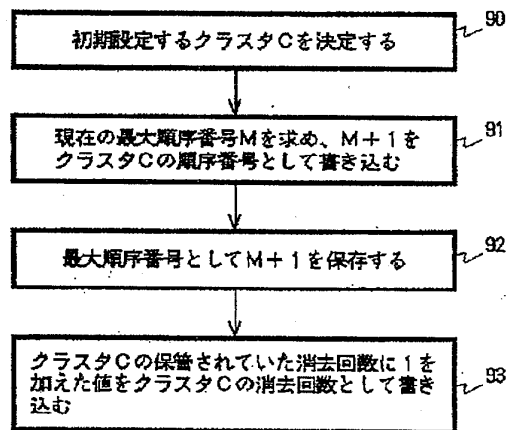 初期設定するクラスタCを決定する
90
現在の最大順序番号Mを求め、M+1を
クラスタCの順序番号として書き込む
91
最大順序番号としてM+1を保存する
92
クラスタCの保管されていた消去回数に1を
加えた値をクラスタCの消去回数として書き
込む
93